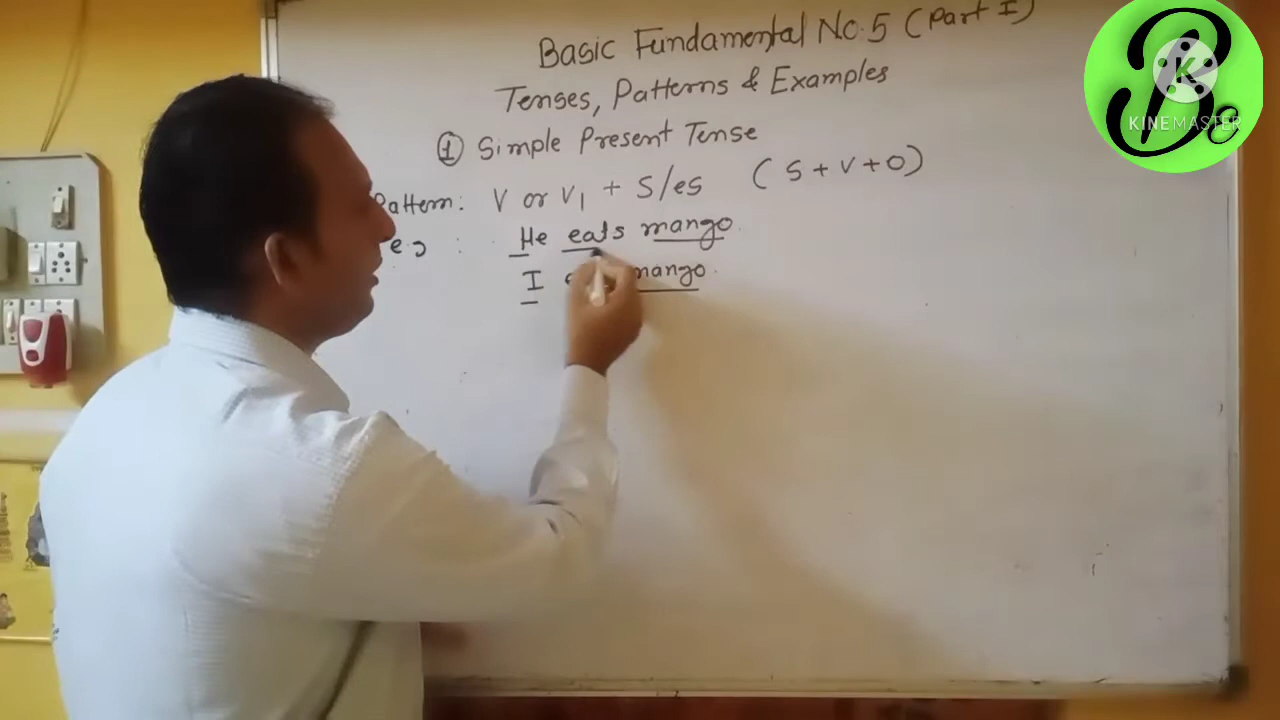 Basic Fundamental No.5 (Part I)
Tenses, Patterns & Examples
① Simple Present Tense
Pattern: V or V1 + S/es (S+V+O)
e.g : He eats mango.
I mango.
B
K
KINEMASTER